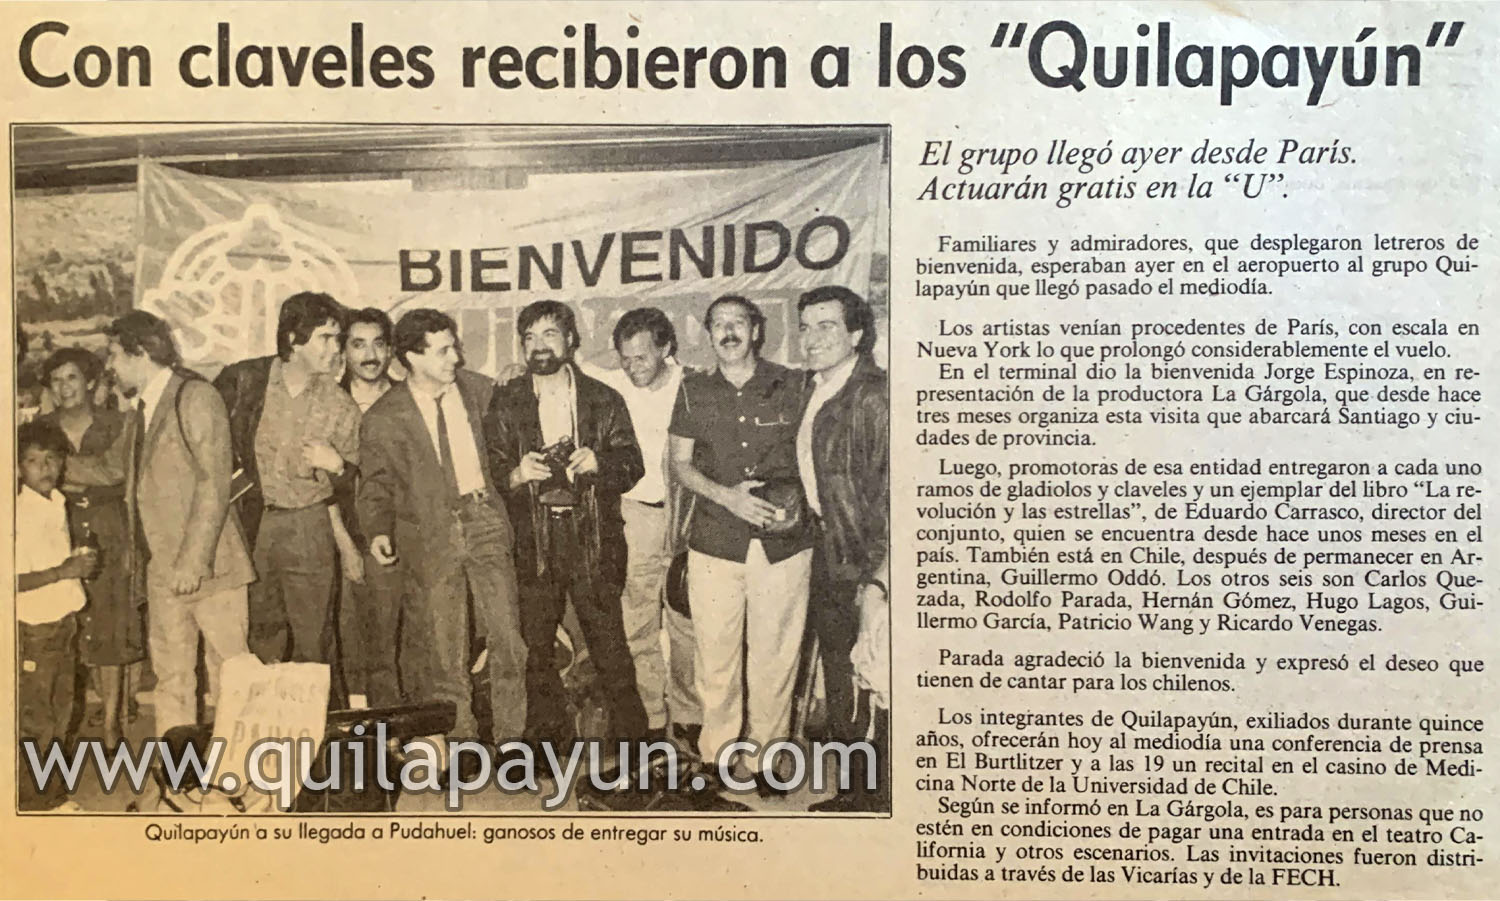 Con claveles recibieron a los “Quilapayún”
BIENVENIDO
www.quilapayun.com
Quilapayún a su llegada a Pudahuel: ganosos de entregar su música.
El grupo llegó ayer desde París.
Actuarán gratis en la “U”.
Familiares y admiradores, que desplegaron letreros de
bienvenida, esperaban ayer en el aeropuerto al grupo Qui-
lapayún que llegó pasado el mediodía.
Los artistas venían procedentes de París, con escala en
Nueva York lo que prolongó considerablemente el vuelo.
En el terminal dio la bienvenida Jorge Espinoza, en re-
presentación de la productora La Gárgola, que desde hace
tres meses organiza esta visita que abarcará Santiago y ciu-
dades de provincia.
Luego, promotoras de esa entidad entregaron a cada uno
ramos de gladiolos y claveles y un ejemplar del libro “La re-
volución y las estrellas”, de Eduardo Carrasco, director del
conjunto, quien se encuentra desde hace unos meses en el
país. También está en Chile, después de permanecer en Ar-
gentina, Guillermo Oddó. Los otros seis son Carlos Que-
zada, Rodolfo Parada, Hernán Gómez, Hugo Lagos, Gui-
llermo García, Patricio Wang y Ricardo Venegas.
Parada agradeció la bienvenida y expresó el deseo que
tienen de cantar para los chilenos.
Los integrantes de Quilapayún, exiliados durante quince
años, ofrecerán hoy al mediodía una conferencia de prensa
en El Burtlitzer y a las 19 un recital en el casino de Medi-
cina Norte de la Universidad de Chile.
Según se informó en La Gárgola, es para personas que no
estén en condiciones de pagar una entrada en el teatro Ca-
lifornia y otros escenarios. Las invitaciones fueron distri-
buidas a través de las Vicarías y de la FECH.